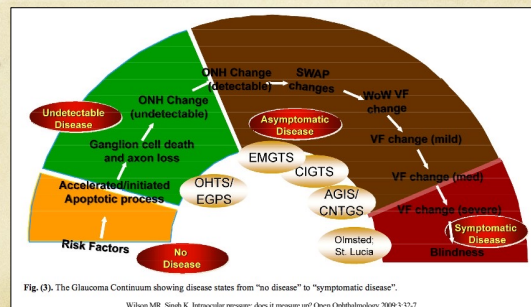 ONH Change
(detectable)
SWAP
changes
WoW VF
change
VF change (mild)
VF change (med)
VF change (severe)
Blindness
ONH Change
(undetectable)
Ganglion cell death
and axon loss
Accelerated/initiated
Apoptotic process
Risk Factors
Undetectable
Disease
Asymptomatic
Disease
Symptomatic
Disease
No
Disease
OHTS/
EGPS
EMGTS
CIGTS
AGIS/
CNTGS
Olmsted;
St. Lucia
Fig. (3). The Glaucoma Continuum showing disease states from “no disease” to “symptomatic disease”.
Wilson MR, Singh K. Intraocular pressure: does it measure up? Open Ophthalmology 2009;3:32-7